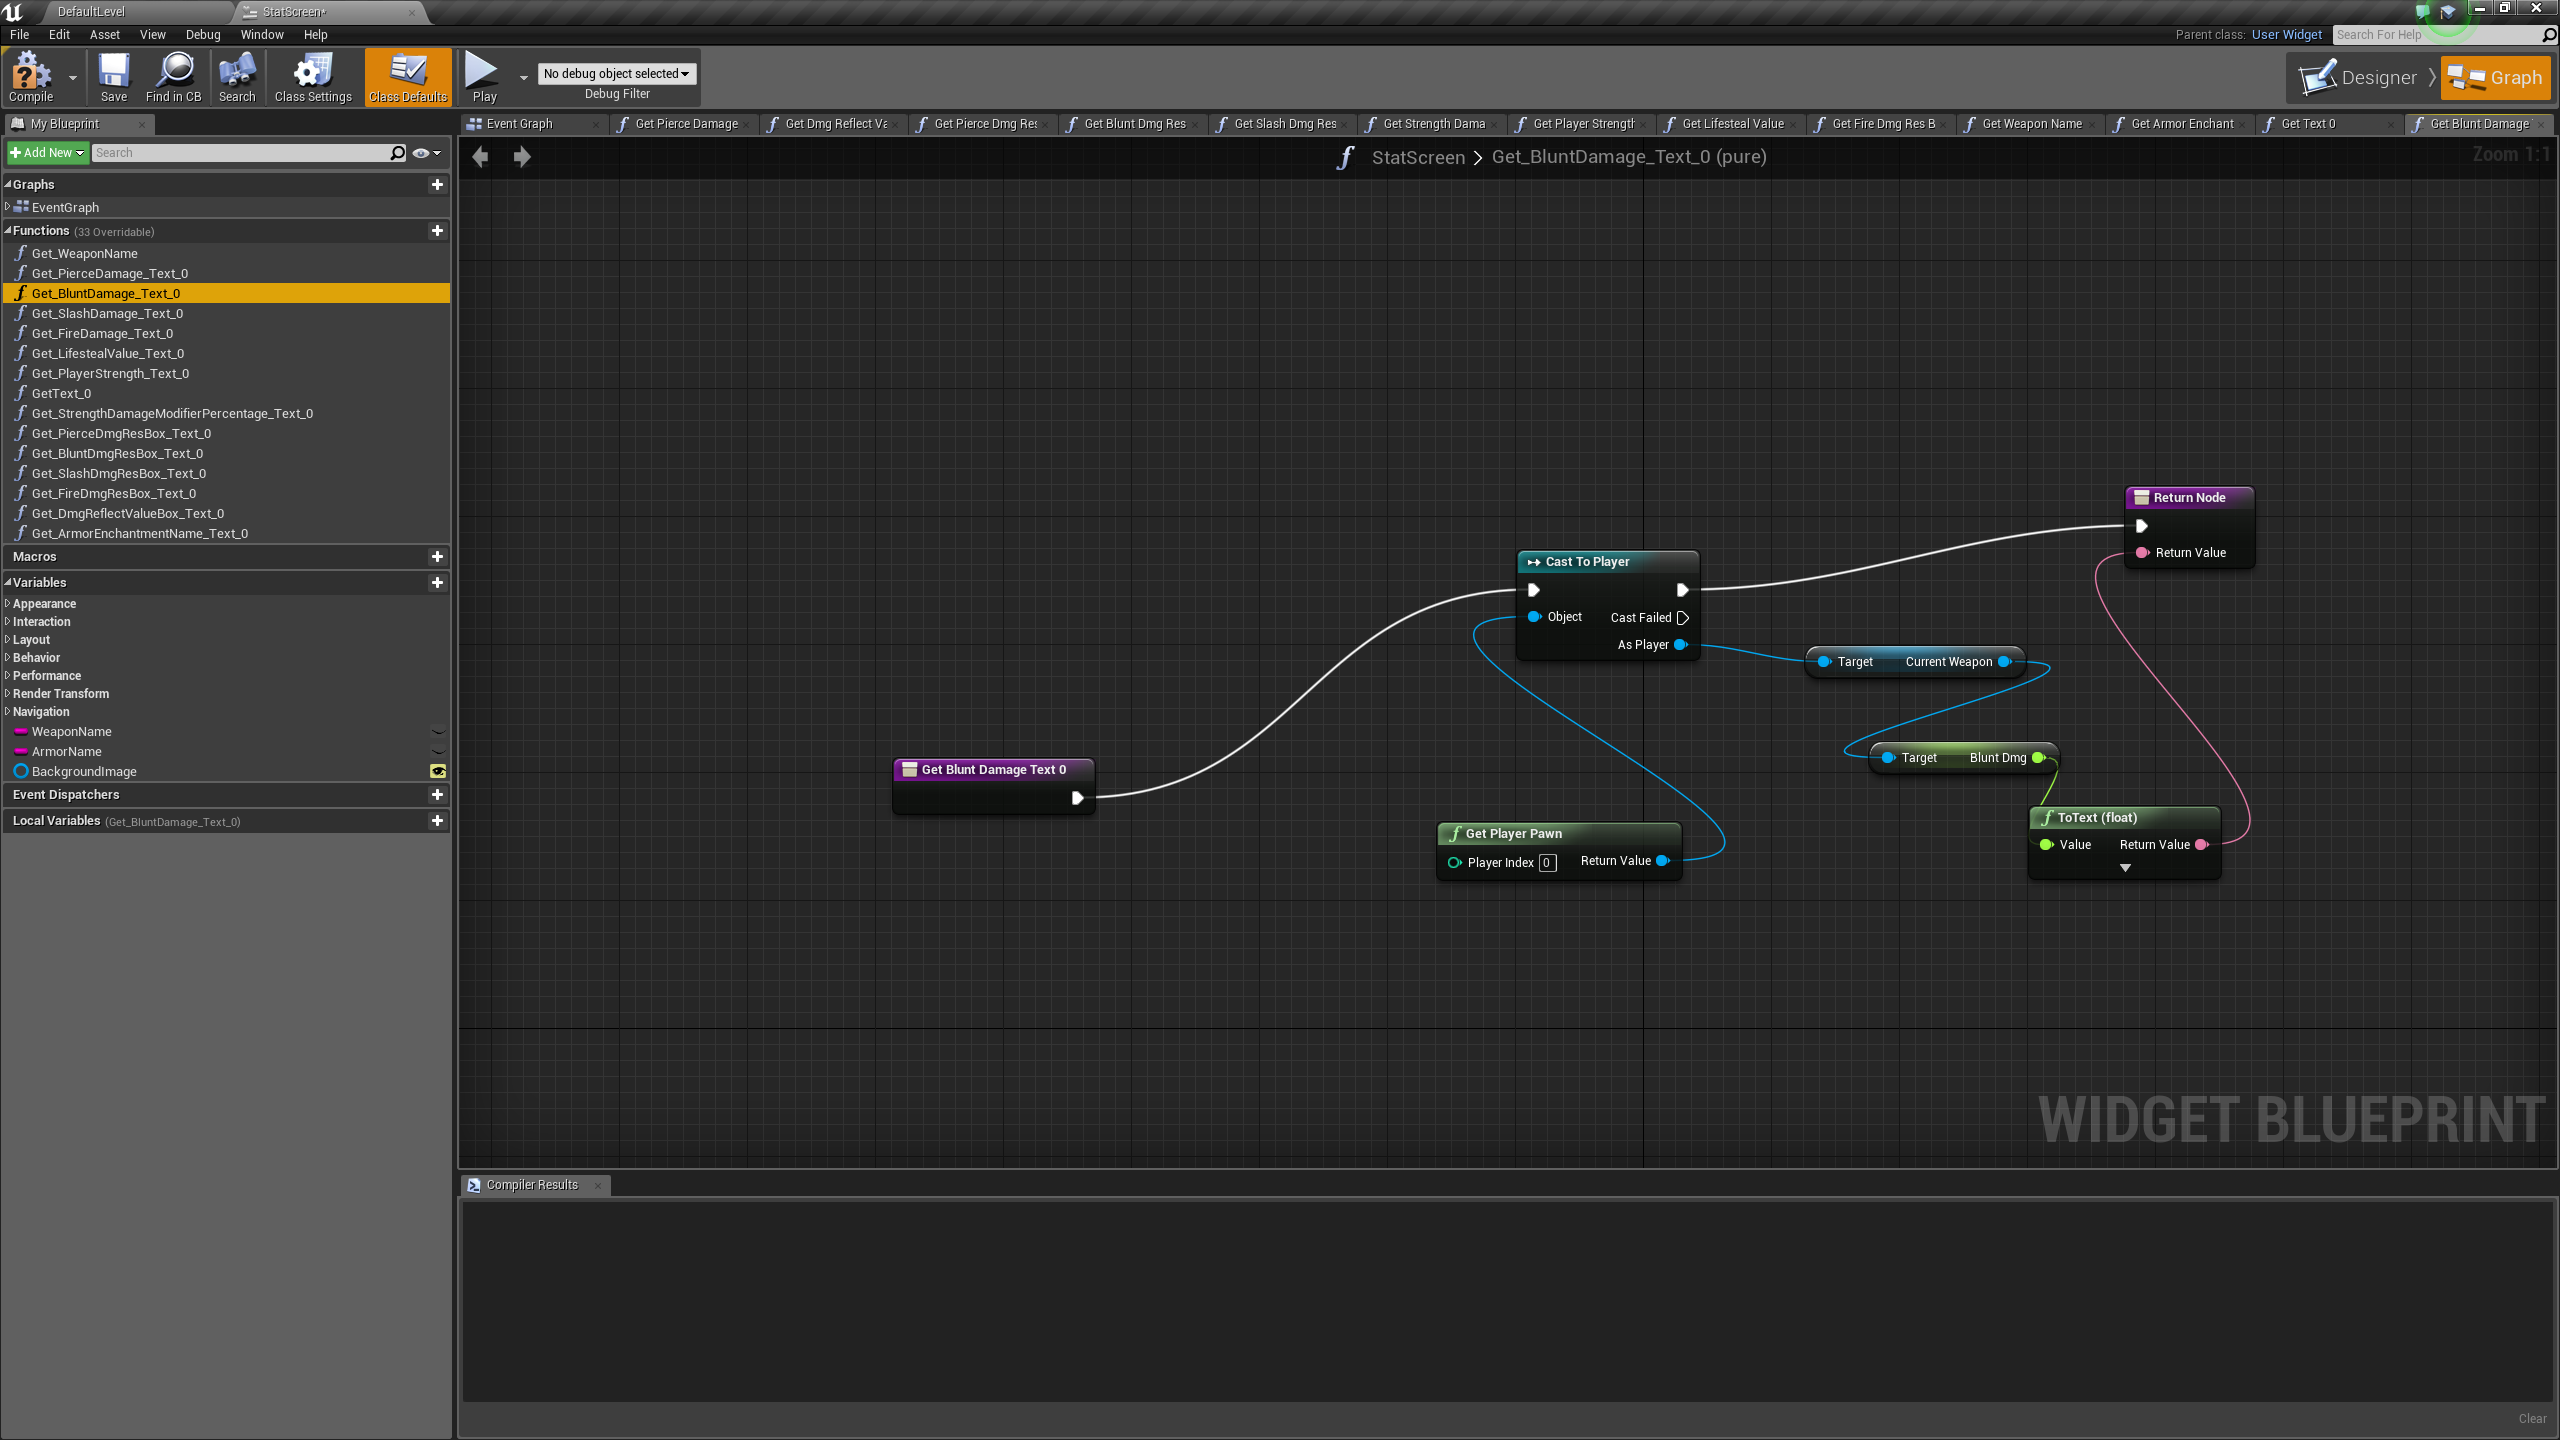 DefaultLevel
StatScreen*
File Edit Asset View Debug Window Help
Parent class: User Widget
Search For Help
Compile
Save
Find in CB
Search
Class Settings
Class Defaults
Play
No debug object selected
Debug Filter
Designer
Graph
My Blueprint
Event Graph
Get Pierce Damage
Get Dmg Reflect Va
Get Pierce Dmg Res
Get Blunt Dmg Res
Get Slash Dmg Res
Get Strength Dama
Get Player Strength
Get Lifesteal Value
Get Fire Dmg Res B
Get Weapon Name
Get Armor Enchant
Get Text 0
Get Blunt Damage
Add New
Search
StatScreen > Get_BluntDamage_Text_0 (pure)
Zoom 1:1
Graphs
EventGraph
Functions (33 Overridable)
Get_WeaponName
Get_PierceDamage_Text_0
Get_BluntDamage_Text_0
Get_SlashDamage_Text_0
Get_FireDamage_Text_0
Get_LifestealValue_Text_0
Get_PlayerStrength_Text_0
GetText_0
Get_StrengthDamageModifierPercentage_Text_0
Get_PierceDmgResBox_Text_0
Get_BluntDmgResBox_Text_0
Get_SlashDmgResBox_Text_0
Get_FireDmgResBox_Text_0
Get_DmgReflectValueBox_Text_0
Get_ArmorEnchantmentName_Text_0
Macros
Variables
Appearance
Interaction
Layout
Behavior
Performance
Render Transform
Navigation
WeaponName
ArmorName
BackgroundImage
Event Dispatchers
Local Variables (Get_BluntDamage_Text_0)
Return Node
Return Value
Cast To Player
Object
Cast Failed
As Player
Target Current Weapon
Target Blunt Dmg
Get Blunt Damage Text 0
ToText (float)
Value Return Value
Get Player Pawn
Player Index 0 Return Value
WIDGET BLUEPRINT
Compiler Results
Clear